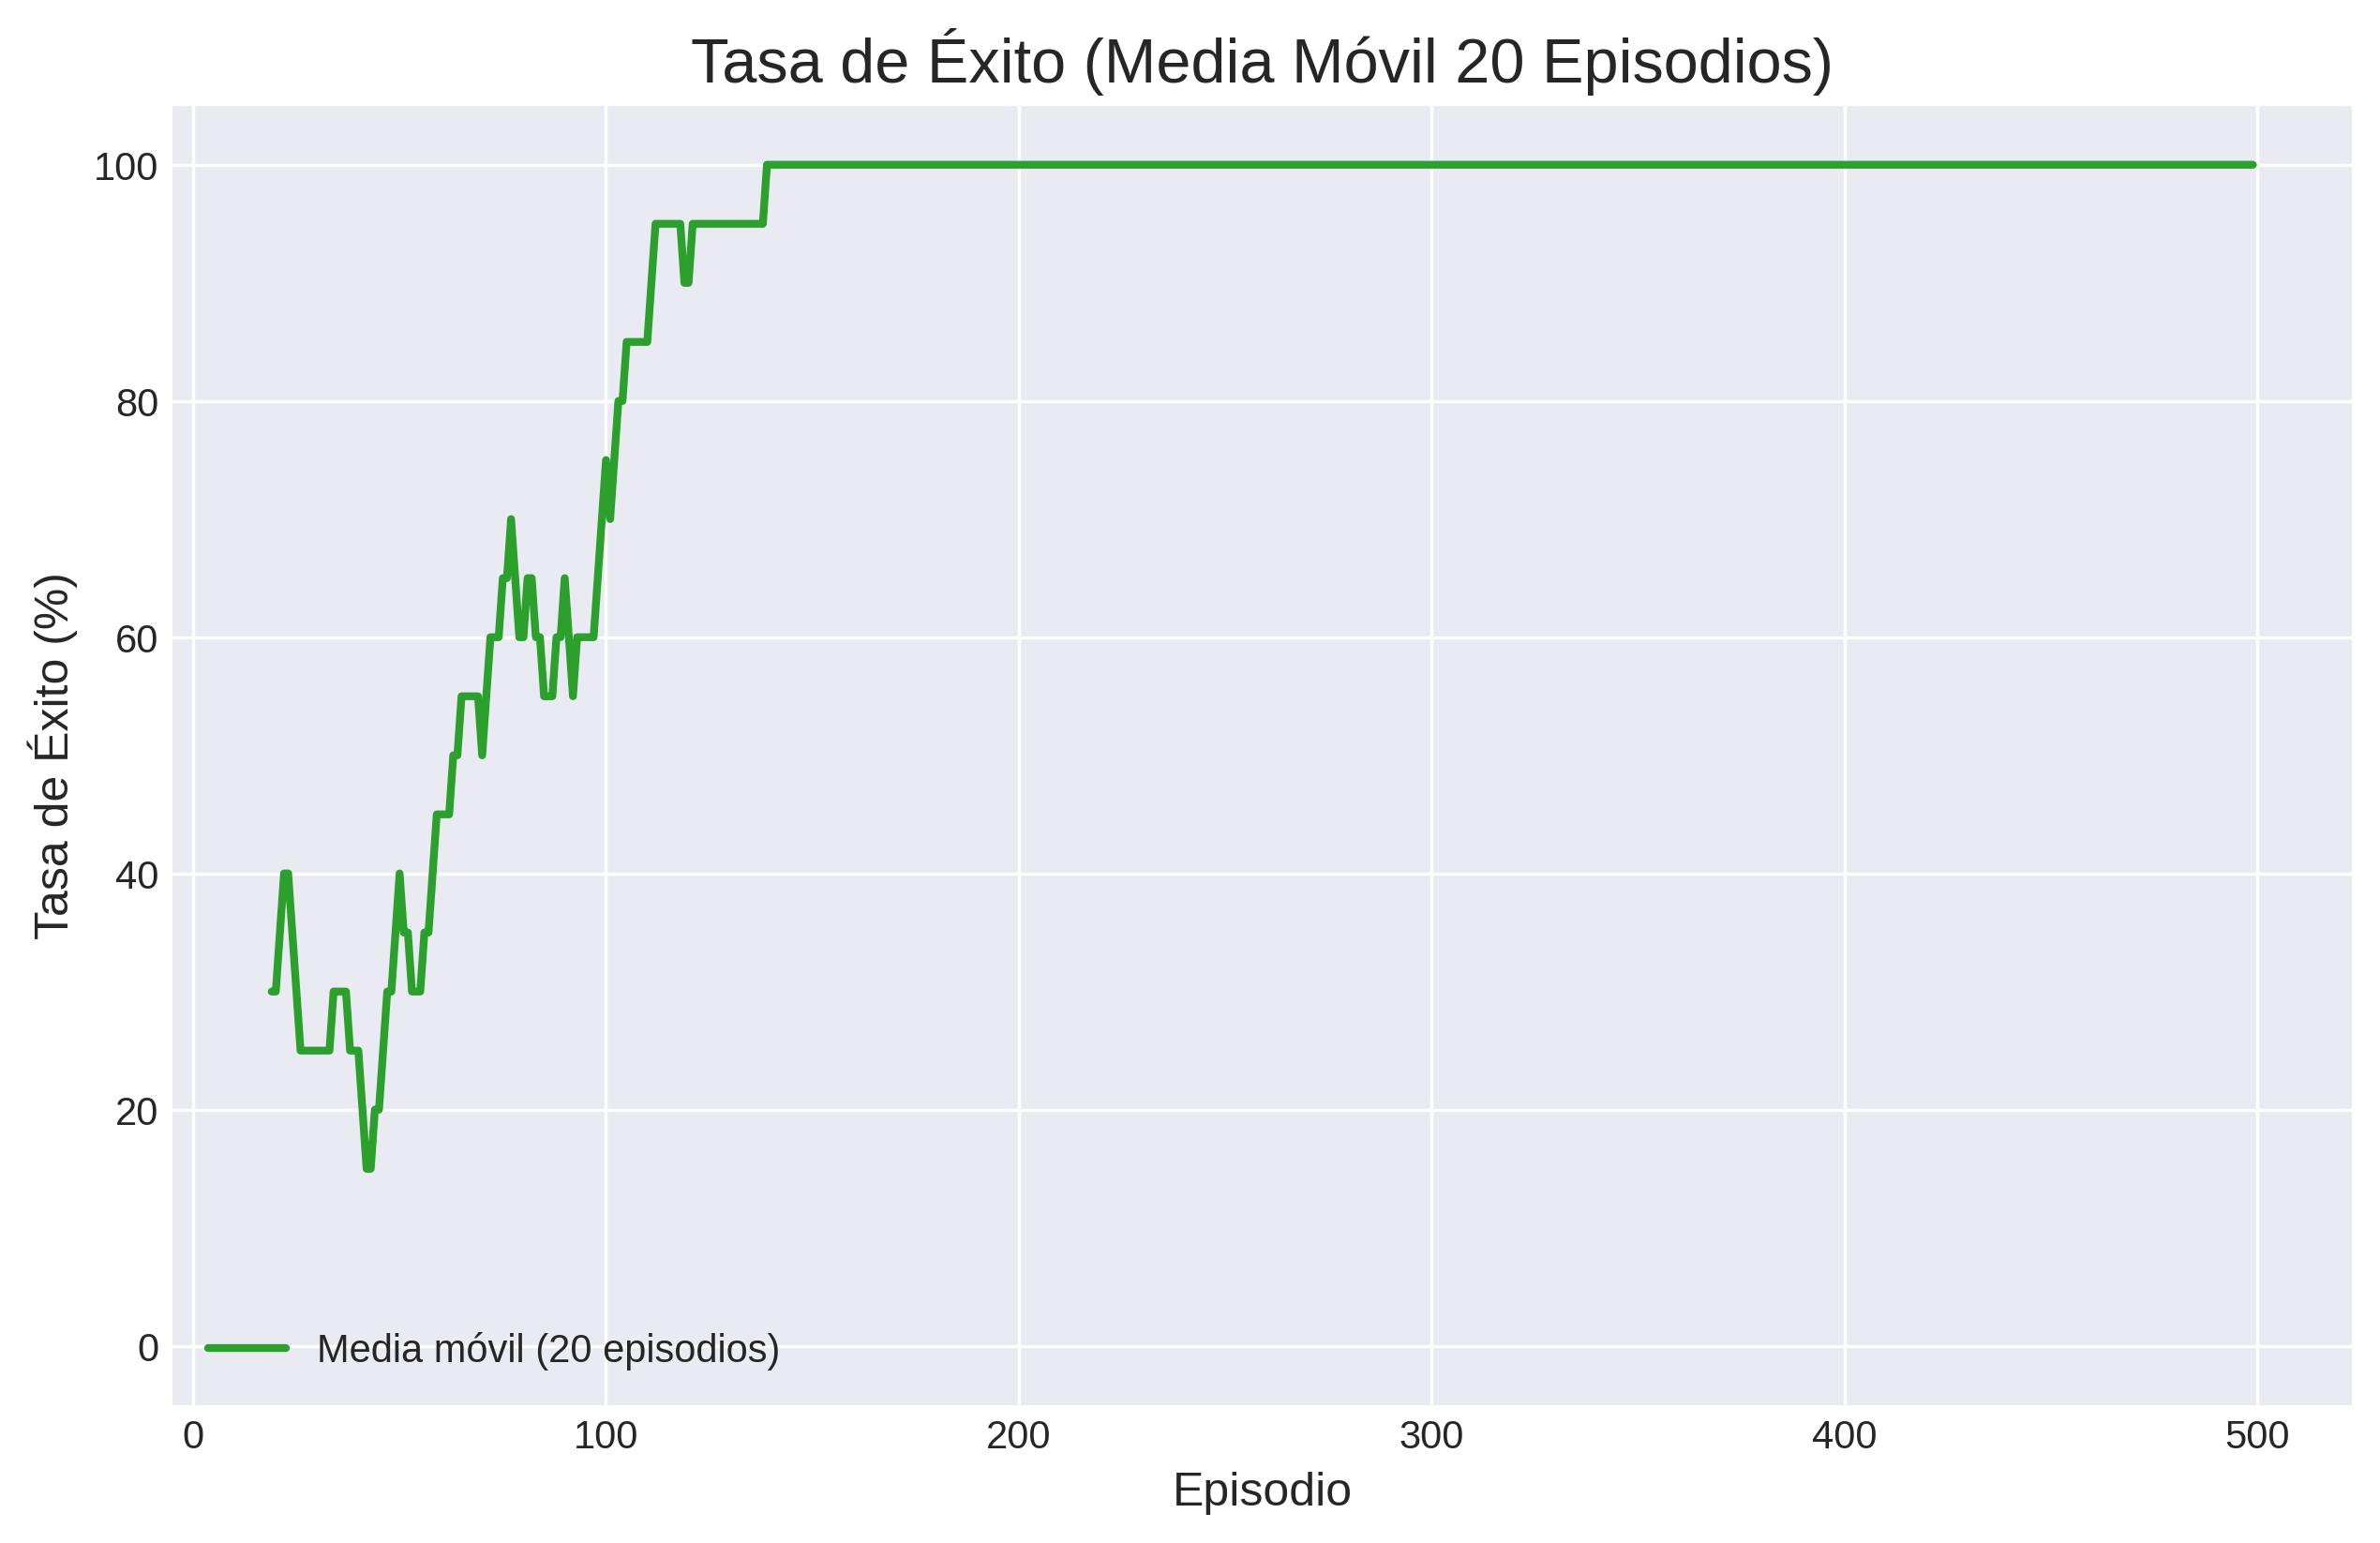 Tasa de Éxito (Media Móvil 20 Episodios)
Tasa de Éxito (%)
100
80
60
40
20
0
Media móvil (20 episodios)
0 100 200 300 400 500
Episodio